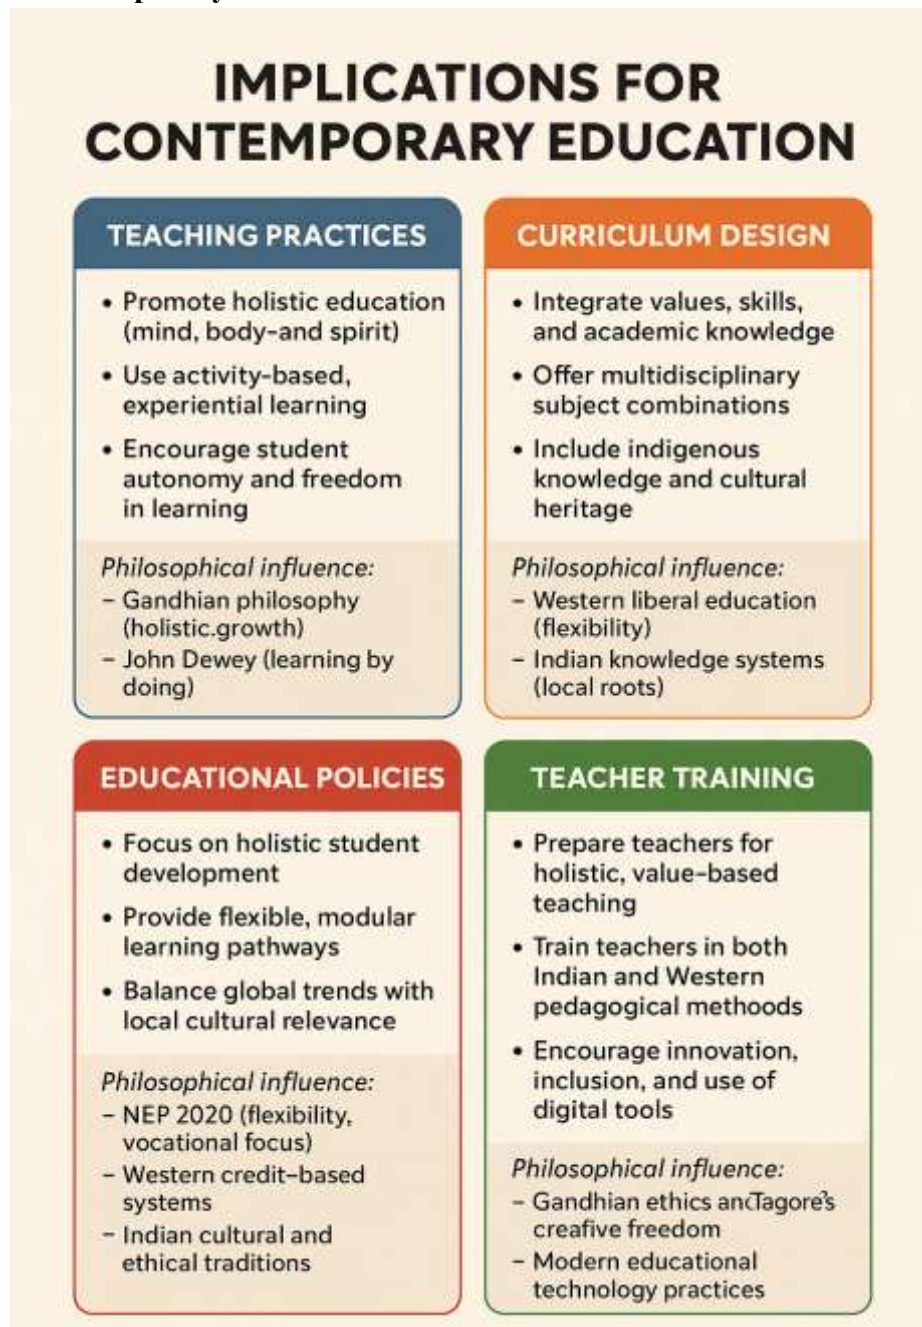 IMPLICATIONS FOR
CONTEMPORARY EDUCATION
TEACHING PRACTICES
• Promote holistic education
(mind, body-and spirit)
• Use activity-based,
experiential learning
• Encourage student
autonomy and freedom
in learning
Philosophical influence:
– Gandhian philosophy
(holistic.growth)
– John Dewey (learning by
doing)
CURRICULUM DESIGN
• Integrate values, skills,
and academic knowledge
• Offer multidisciplinary
subject combinations
• Include indigenous
knowledge and cultural
heritage
Philosophical influence:
– Western liberal education
(flexibility)
– Indian knowledge systems
(local roots)
EDUCATIONAL POLICIES
• Focus on holistic student
development
• Provide flexible, modular
learning pathways
• Balance global trends with
local cultural relevance
Philosophical influence:
– NEP 2020 (flexibility,
vocational focus)
– Western credit-based
systems
– Indian cultural and
ethical traditions
TEACHER TRAINING
• Prepare teachers for
holistic, value-based
teaching
• Train teachers in both
Indian and Western
pedagogical methoods
• Encourage innovation,
inclusion, and use of
digital tools
Philosophical influence:
– Gandhian ethics and Tagore's
creafive freedom
– Modern educational
technology practices